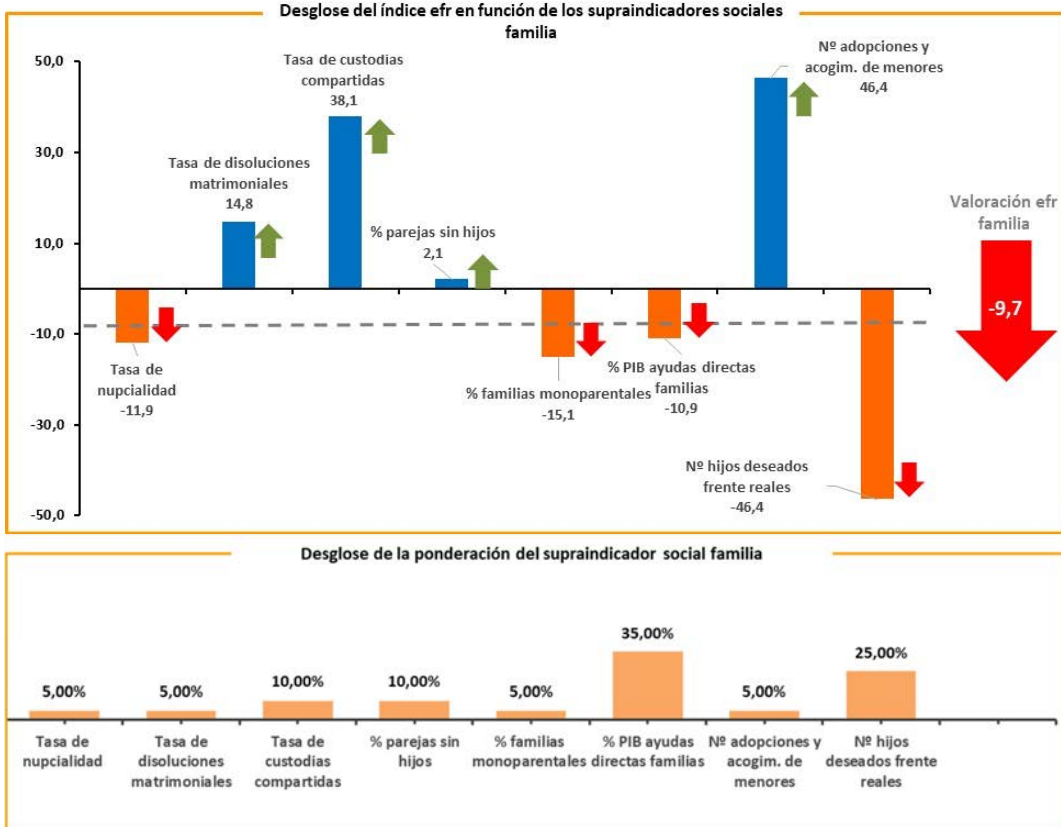 Desglose del índice efr en función de los supraindicadores sociales
familia
50,0
30,0
10,0
-10,0
-30,0
-50,0
Tasa de
nupcialidad
-11,9
Tasa de disoluciones
matrimoniales
14,8
Tasa de custodias
compartidas
38,1
% parejas sin hijos
2,1
% familias monoparentales
-15,1
% PIB ayudas directas
familias
-10,9
Nº adopciones y
acogim. de menores
46,4
Nº hijos deseados
frente reales
-46,4
Valoración efr
familia
-9,7
Desglose de la ponderación del supraindicador social familia
5,00%
5,00%
10,00%
10,00%
5,00%
35,00%
5,00%
25,00%
Tasa de
nupcialidad
Tasa de
disoluciones
matrimoniales
Tasa de
custodias
compartidas
% parejas sin
hijos
% familias
monoparentales
% PIB ayudas
directas familias
Nº adopciones y
acogim. de
menores
Nº hijos
deseados frente
reales